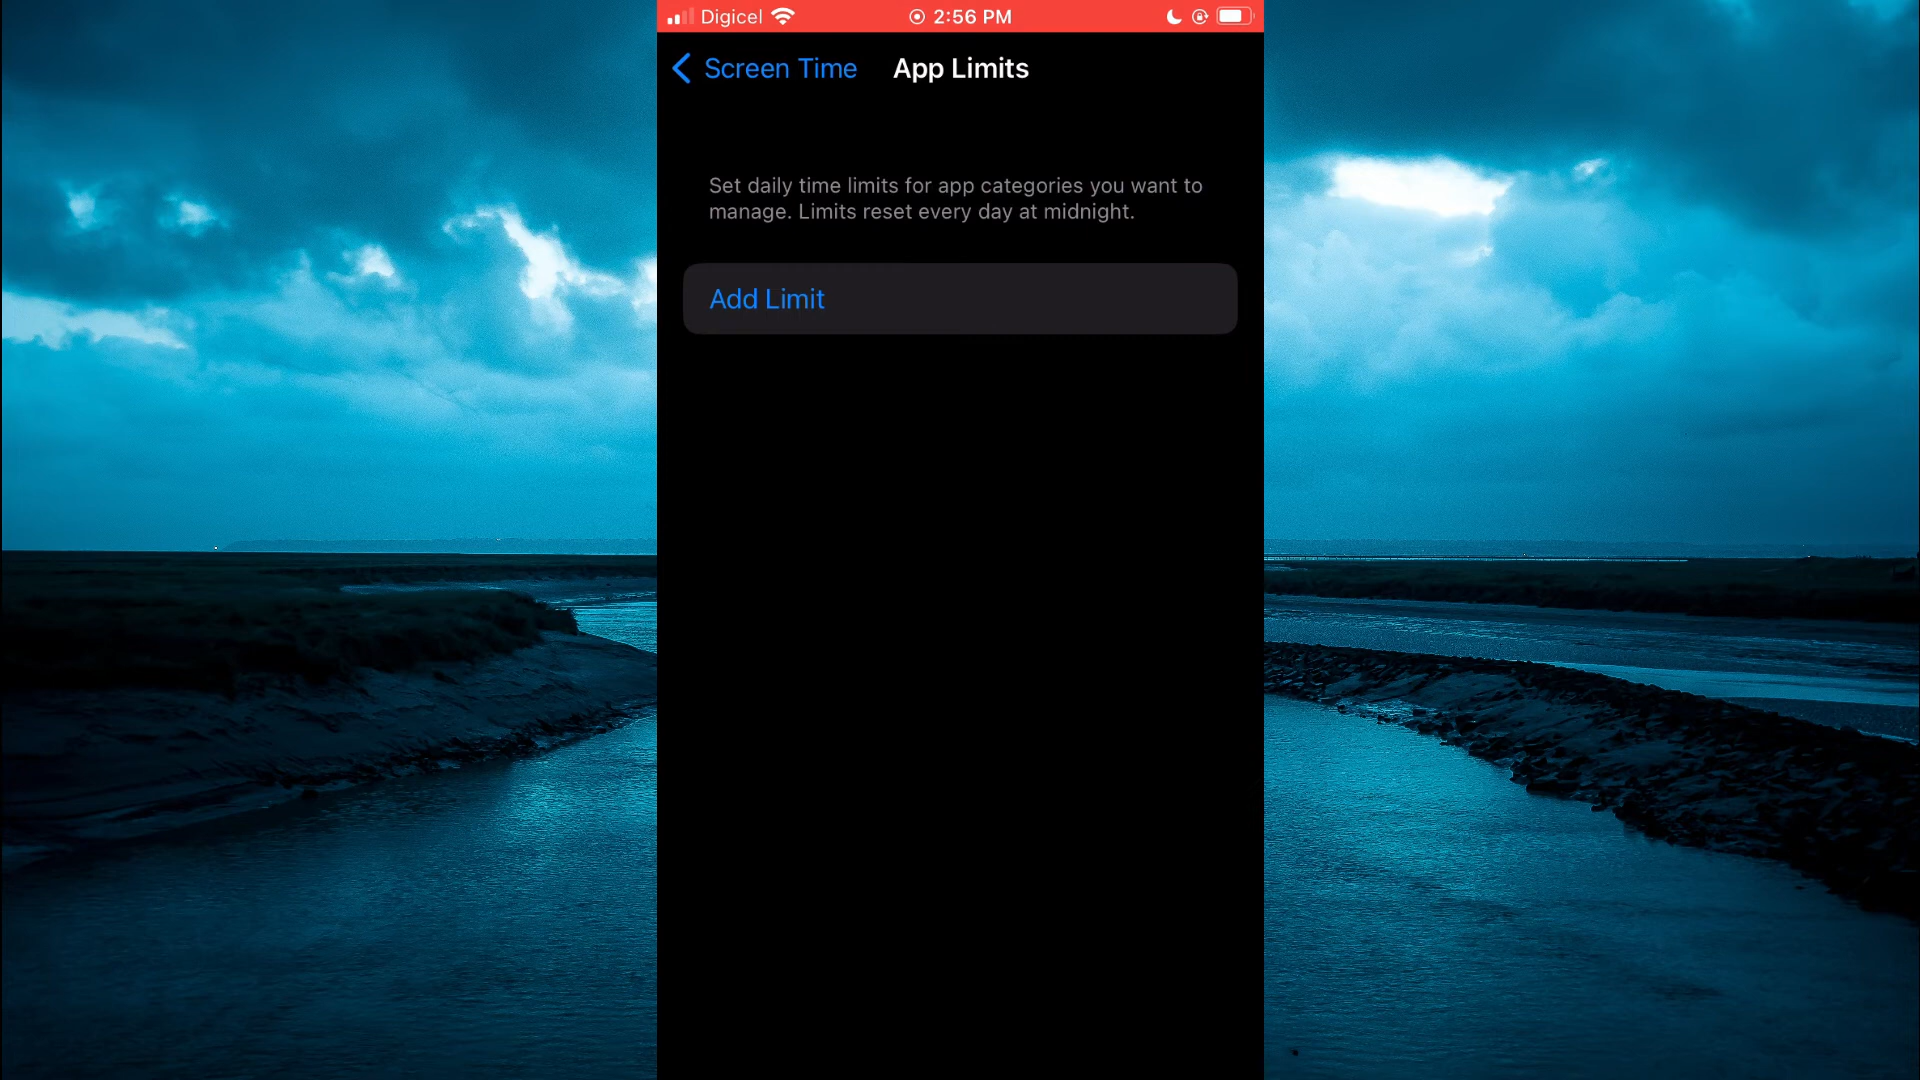 Digicel 2:56 PM
Screen Time App Limits
Set daily time limits for app categories you want to
manage. Limits reset every day at midnight.
Add Limit